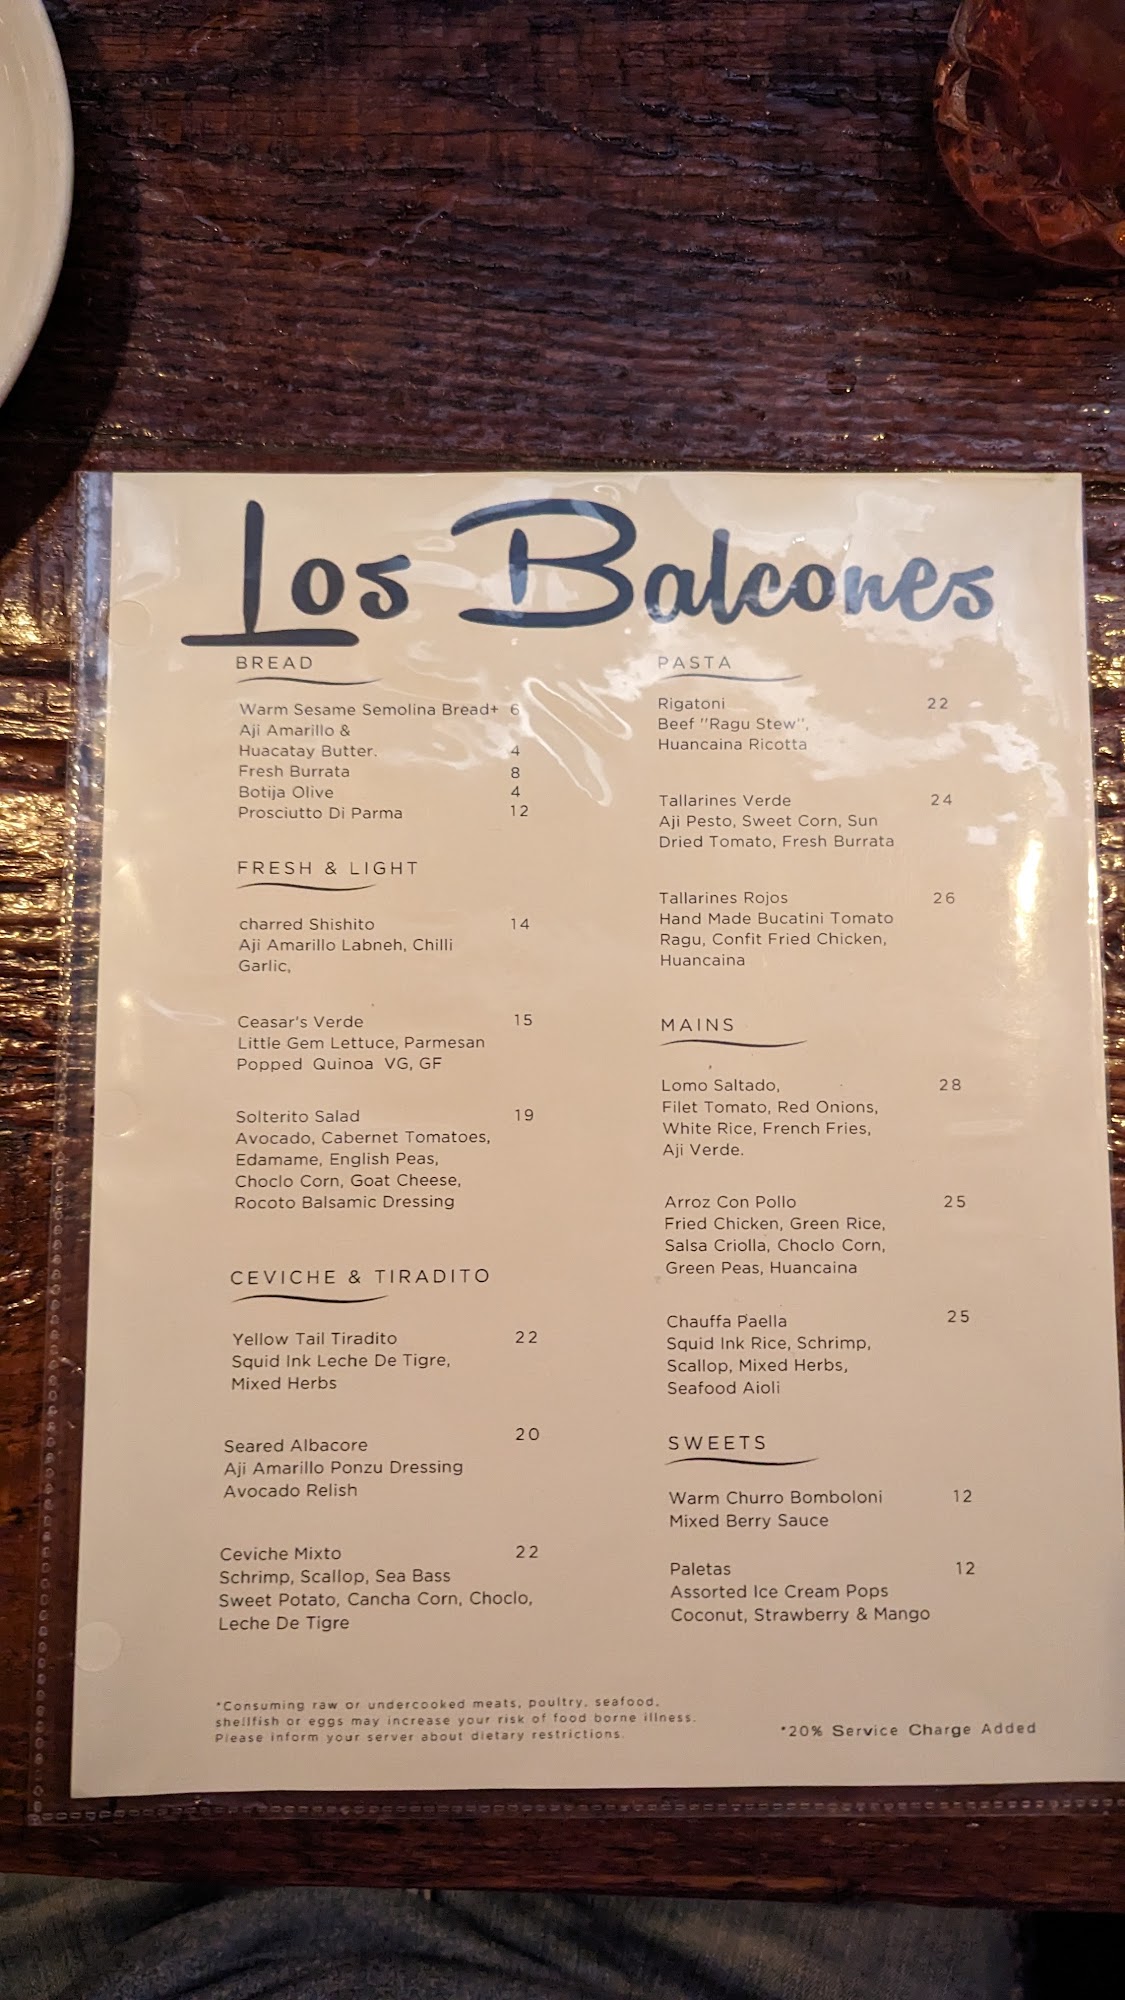 Los Balcones
BREAD
Warm Sesame Semolina Bread+ 6
Aji Amarillo &
Huacatay Butter. 4
Fresh Burrata 8
Botija Olive 4
Prosciutto Di Parma 12
FRESH & LIGHT
charred Shishito 14
Aji Amarillo Labneh, Chilli
Garlic,
Ceasar's Verde 15
Little Gem Lettuce, Parmesan
Popped Quinoa VG, GF
Solterito Salad 19
Avocado, Cabernet Tomatoes,
Edamame, English Peas,
Choclo Corn, Goat Cheese,
Rocoto Balsamic Dressing
CEVICHE & TIRADITO
Yellow Tail Tiradito 22
Squid Ink Leche De Tigre,
Mixed Herbs
Seared Albacore 20
Aji Amarillo Ponzu Dressing
Avocado Relish
Ceviche Mixto 22
Schrimp, Scallop, Sea Bass
Sweet Potato, Cancha Corn, Choclo,
Leche De Tigre
PASTA
Rigatoni 22
Beef "Ragu Stew",
Huancaina Ricotta
Tallarines Verde 24
Aji Pesto, Sweet Corn, Sun
Dried Tomato, Fresh Burrata
Tallarines Rojos 26
Hand Made Bucatini Tomato
Ragu, Confit Fried Chicken,
Huancaina
MAINS
Lomo Saltado, 28
Filet Tomato, Red Onions,
White Rice, French Fries,
Aji Verde.
Arroz Con Pollo 25
Fried Chicken, Green Rice,
Salsa Criolla, Choclo Corn,
Green Peas, Huancaina
Chauffa Paella 25
Squid Ink Rice, Schrimp,
Scallop, Mixed Herbs,
Seafood Aioli
SWEETS
Warm Churro Bomboloni 12
Mixed Berry Sauce
Paletas 12
Assorted Ice Cream Pops
Coconut, Strawberry & Mango
*Consuming raw or undercooked meats, poultry, seafood,
shellfish or eggs may increase your risk of food borne illness.
Please inform your server about dietary restrictions.
*20% Service Charge Added